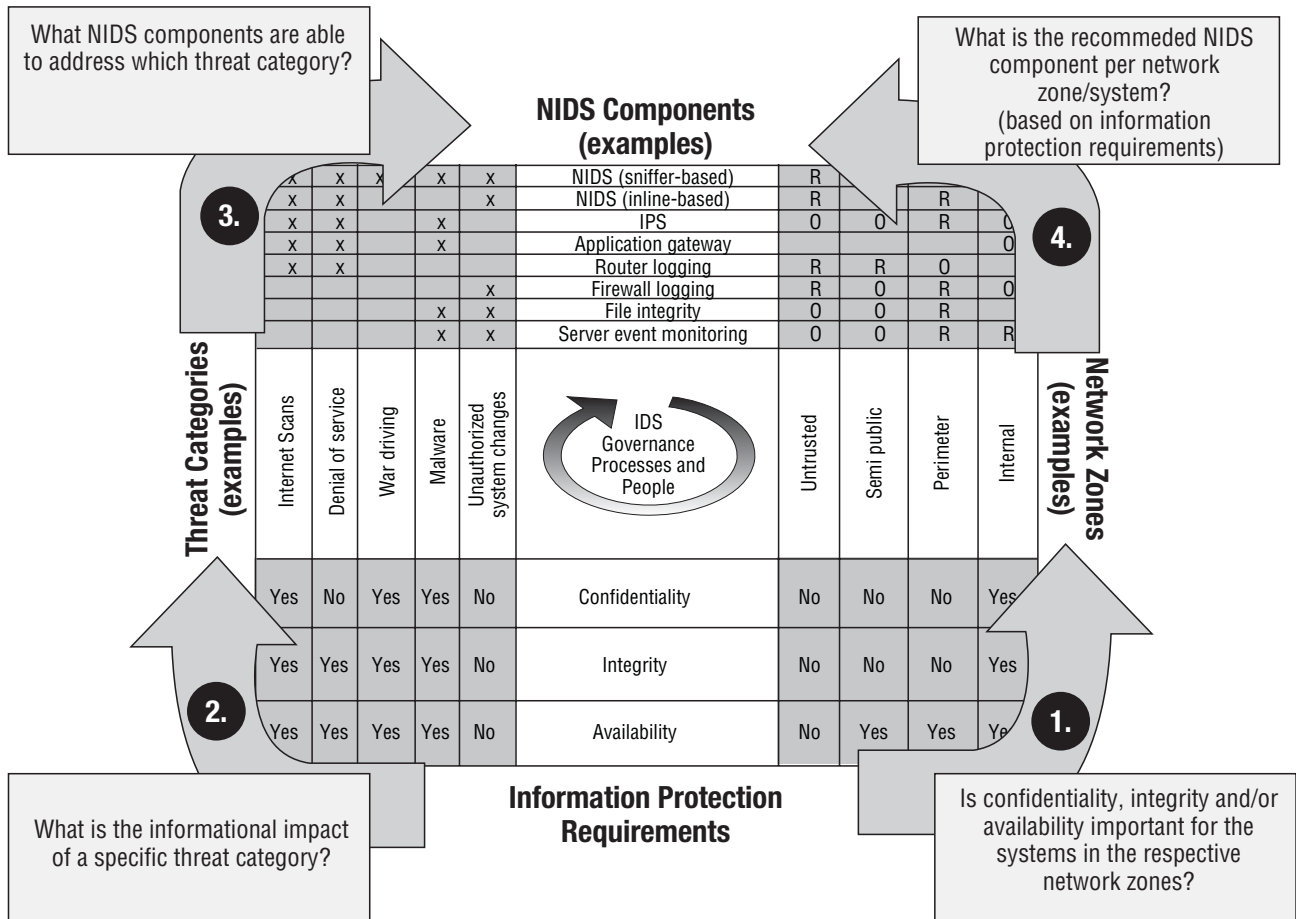 What NIDS components are able
to address which threat category?
What is the recommeded NIDS
component per network
zone/system?
(based on information
protection requirements)
NIDS Components
(examples)
x x x x x NIDS (sniffer-based) R
x x x NIDS (inline-based) R R
x x x IPS O O R O
x x x Application gateway O
x x Router logging R R O
x Firewall logging R O R O
x x File integrity O O R
x x Server event monitoring O O R R
3.
4.
Threat Categories
(examples)
Internet Scans
Denial of service
War driving
Malware
Unauthorized
system changes
IDS
Governance
Processes and
People
Untrusted
Semi public
Perimeter
Internal
Network Zones
(examples)
Yes No Yes Yes No Confidentiality No No No Yes
Yes Yes Yes Yes No Integrity No No No Yes
Yes Yes Yes Yes No Availability No Yes Yes
2.
1.
Information Protection
Requirements
What is the informational impact
of a specific threat category?
Is confidentiality, integrity and/or
availability important for the
systems in the respective
network zones?